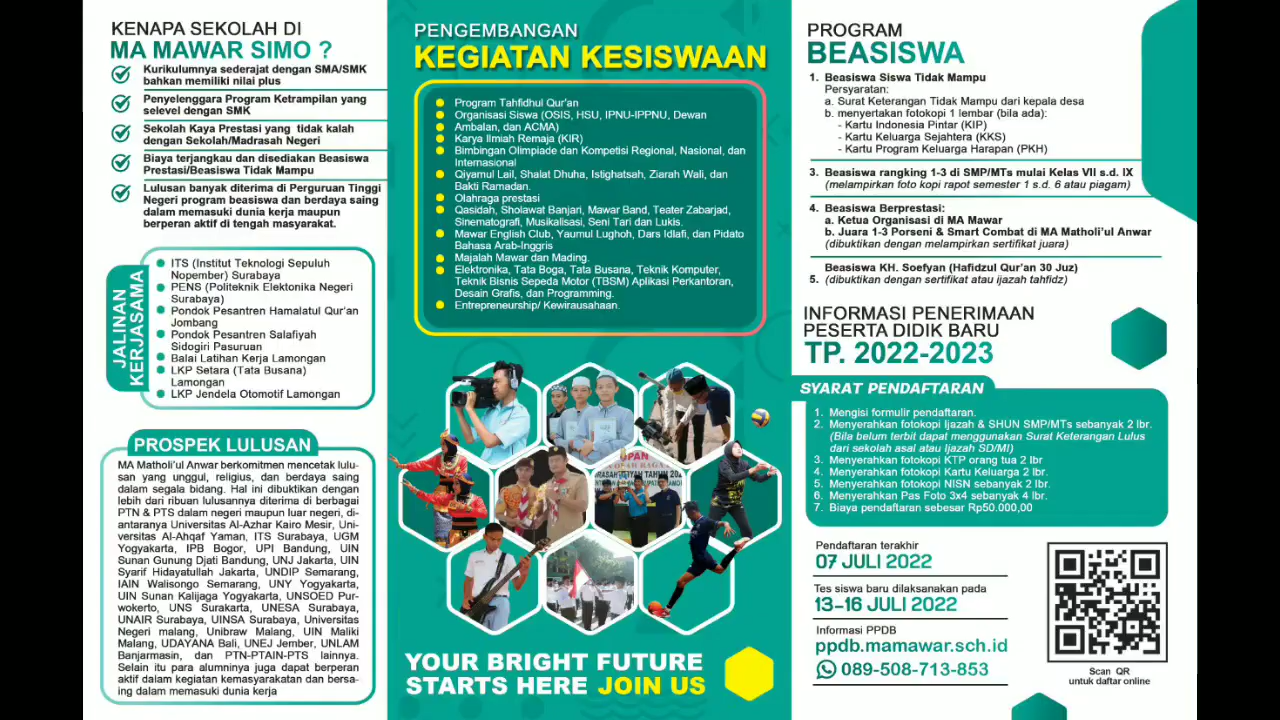 KENAPA SEKOLAH DI
MA MAWAR SIMO ?
Kurikulumnya sederajat dengan SMA/SMK
bahkan memiliki nilai plus
Penyelenggara Program Ketrampilan yang
selevel dengan SMK
Sekolah Kaya Prestasi yang tidak kalah
dengan Sekolah/Madrasah Negeri
Biaya terjangkau dan disediakan Beasiswa
Prestasi/Beasiswa Tidak Mampu
Lulusan banyak diterima di Perguruan Tinggi
Negeri program beasiswa dan berdaya saing
dalam memasuki dunia kerja maupun
berperan aktif di tengah masyarakat.
JALINAN
KERJASAMA
ITS (Institut Teknologi Sepuluh
Nopember) Surabaya
PENS (Politeknik Elektonika Negeri
Surabaya)
Pondok Pesantren Hamalatul Qur'an
Jombang
Pondok Pesantren Salafiyah
Sidogiri Pasuruan
Balai Latihan Kerja Lamongan
LKP Setara (Tata Busana)
Lamongan
LKP Jendela Otomotif Lamongan
PROSPEK LULUSAN
MA Matholi'ul Anwar berkomitmen mencetak lulu-
san yang unggul, religius, dan berdaya saing
dalam segala bidang. Hal ini dibuktikan dengan
lebih dari ribuan lulusannya diterima di berbagai
PTN & PTS dalam negeri maupun luar negeri, di-
antaranya Universitas Al-Azhar Kairo Mesir, Uni-
versitas Al-Ahqaf Yaman, ITS Surabaya, UGM
Yogyakarta, IPB Bogor, UPI Bandung, UIN
Sunan Gunung Djati Bandung, UNJ Jakarta, UIN
Syarif Hidayatullah Jakarta, UNDIP Semarang,
IAIN Walisongo Semarang, UNY Yogyakarta,
UIN Sunan Kalijaga Yogyakarta, UNSOED Pur-
wokerto, UNS Surakarta, UNESA Surabaya,
UNAIR Surabaya, UINSA Surabaya, Universitas
Negeri malang, Unibraw Malang, UIN Maliki
Malang, UDAYANA Bali, UNEJ Jember, UNLAM
Banjarmasin, dan PTN-PTAIN-PTS lainnya.
Selain itu para alumninya juga dapat berperan
aktif dalam kegiatan kemasyarakatan dan bersa-
ing dalam memasuki dunia kerja
PENGEMBANGAN
KEGIATAN KESISWAAN
Program Tahfidhul Qur'an
Organisasi Siswa (OSIS, HSU, IPNU-IPPNU, Dewan
Ambalan, dan ACMA)
Karya Ilmiah Remaja (KIR)
Bimbingan Olimpiade dan Kompetisi Regional, Nasional, dan
Internasional
Qiyamul Lail, Shalat Dhuha, Istighatsah, Ziarah Wali, dan
Bakti Ramadan.
Olahraga prestasi
Qasidah, Sholawat Banjari, Mawar Band, Teater Zabarjad,
Sinematografi, Musikalisasi, Seni Tari dan Lukis.
Mawar English Club, Yaumul Lughoh, Dars Idlafi, dan Pidato
Bahasa Arab-Inggris
Majalah Mawar dan Mading.
Elektronika, Tata Boga, Tata Busana, Teknik Komputer,
Teknik Bisnis Sepeda Motor (TBSM) Aplikasi Perkantoran,
Desain Grafis, dan Programming.
Entrepreneurship/ Kewirausahaan.
YOUR BRIGHT FUTURE
STARTS HERE JOIN US
PROGRAM
BEASISWA
1. Beasiswa Siswa Tidak Mampu
Persyaratan:
a. Surat Keterangan Tidak Mampu dari kepala desa
b. menyertakan fotokopi 1 lembar (bila ada):
- Kartu Indonesia Pintar (KIP)
- Kartu Keluarga Sejahtera (KKS)
- Kartu Program Keluarga Harapan (PKH)
3. Beasiswa rangking 1-3 di SMP/MTs mulai Kelas VII s.d. IX
(melampirkan foto kopi rapot semester 1 s.d. 6 atau piagam)
4. Beasiswa Berprestasi:
a. Ketua Organisasi di MA Mawar
b. Juara 1-3 Porseni & Smart Combat di MA Matholi'ul Anwar
(dibuktikan dengan melampirkan sertifikat juara)
Beasiswa KH. Soefyan (Hafidzul Qur'an 30 Juz)
5. (dibuktikan dengan sertifikat atau ijazah tahfidz)
INFORMASI PENERIMAAN
PESERTA DIDIK BARU
TP. 2022-2023
SYARAT PENDAFTARAN
1. Mengisi formulir pendaftaran.
2. Menyerahkan fotokopi Ijazah & SHUN SMP/MTs sebanyak 2 lbr.
(Bila belum terbit dapat menggunakan Surat Keterangan Lulus
dari sekolah asal atau Ijazah SD/MI)
3. Menyerahkan fotokopi KTP orang tua 2 lbr
4. Menyerahkan fotokopi Kartu Keluarga 2 lbr.
5. Menyerahkan fotokopi NISN sebanyak 2 lbr.
6. Menyerahkan Pas Foto 3x4 sebanyak 4 lbr.
7. Biaya pendaftaran sebesar Rp50.000,00
Pendaftaran terakhir
07 JULI 2022
Tes siswa baru dilaksanakan pada
13-16 JULI 2022
Informasi PPDB
ppdb.mamawar.sch.id
089-508-713-853
Scan QR
untuk daftar online